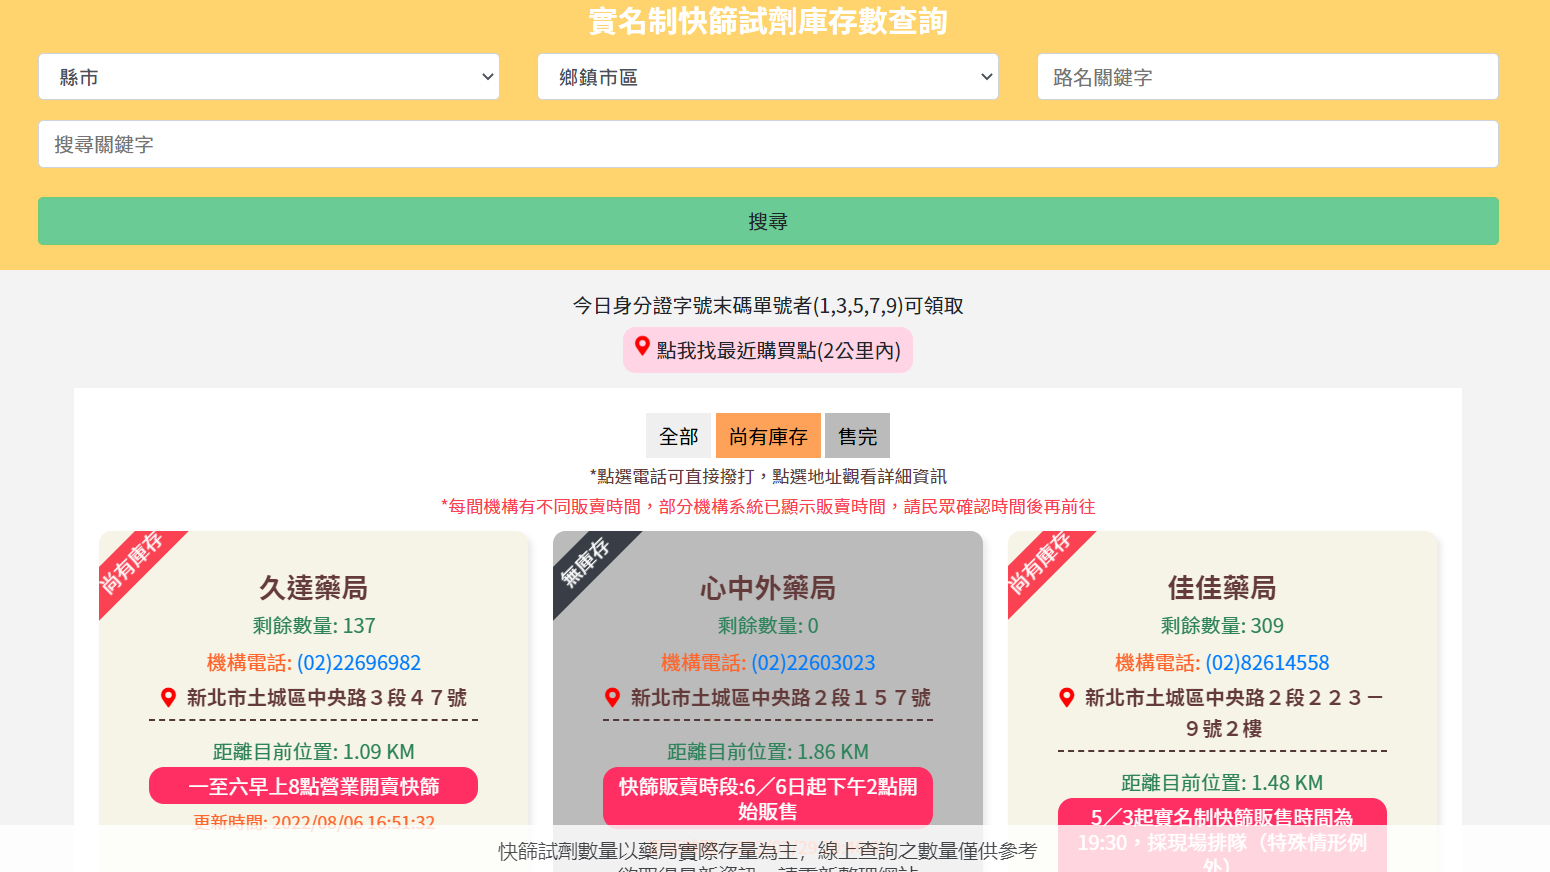 實名制快篩試劑庫存數查詢
縣市
鄉鎮市區
路名關鍵字
搜尋關鍵字
搜尋
今日身分證字號末碼單號者(1,3,5,7,9)可領取
點我找最近購買點(2公里內)
全部
尚有庫存
售完
*點選電話可直接撥打，點選地址觀看詳細資訊
*每間機構有不同販賣時間，部分機構系統已顯示販賣時間，請民眾確認時間後再前往
尚有庫存
久達藥局
剩餘數量: 137
機構電話: (02)22696982
新北市土城區中央路３段４７號
距離目前位置: 1.09 KM
一至六早上8點營業開賣快篩
更新時間: 2022/08/06 16:51:32
無庫存
心中外藥局
剩餘數量: 0
機構電話: (02)22603023
新北市土城區中央路２段１５７號
距離目前位置: 1.86 KM
快篩販賣時段:6／6日起下午2點開
始販售
尚有庫存
佳佳藥局
剩餘數量: 309
機構電話: (02)82614558
新北市土城區中央路２段２２３－
９號２樓
距離目前位置: 1.48 KM
5／3起實名制快篩販售時間為
19:30，採現場排隊（特殊情形例
外）
快篩試劑數量以藥局實際存量為主，線上查詢之數量僅供參考
欲取得最新資訊，請重新整理網站